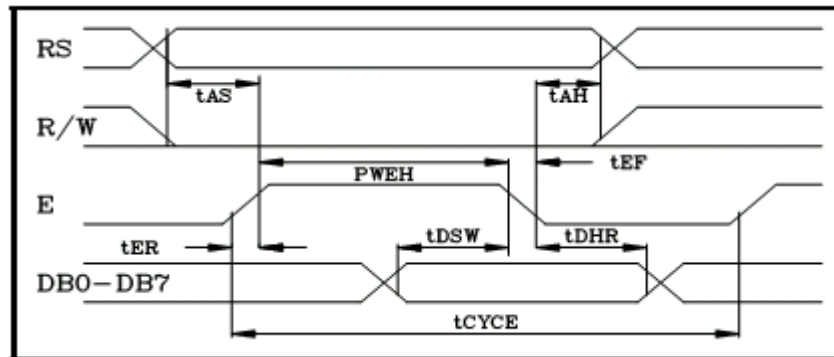 RS
tAS
tAH
R/W
tEF
PWEH
E
tER
tDSW
tDHR
DB0-DB7
tCYCE